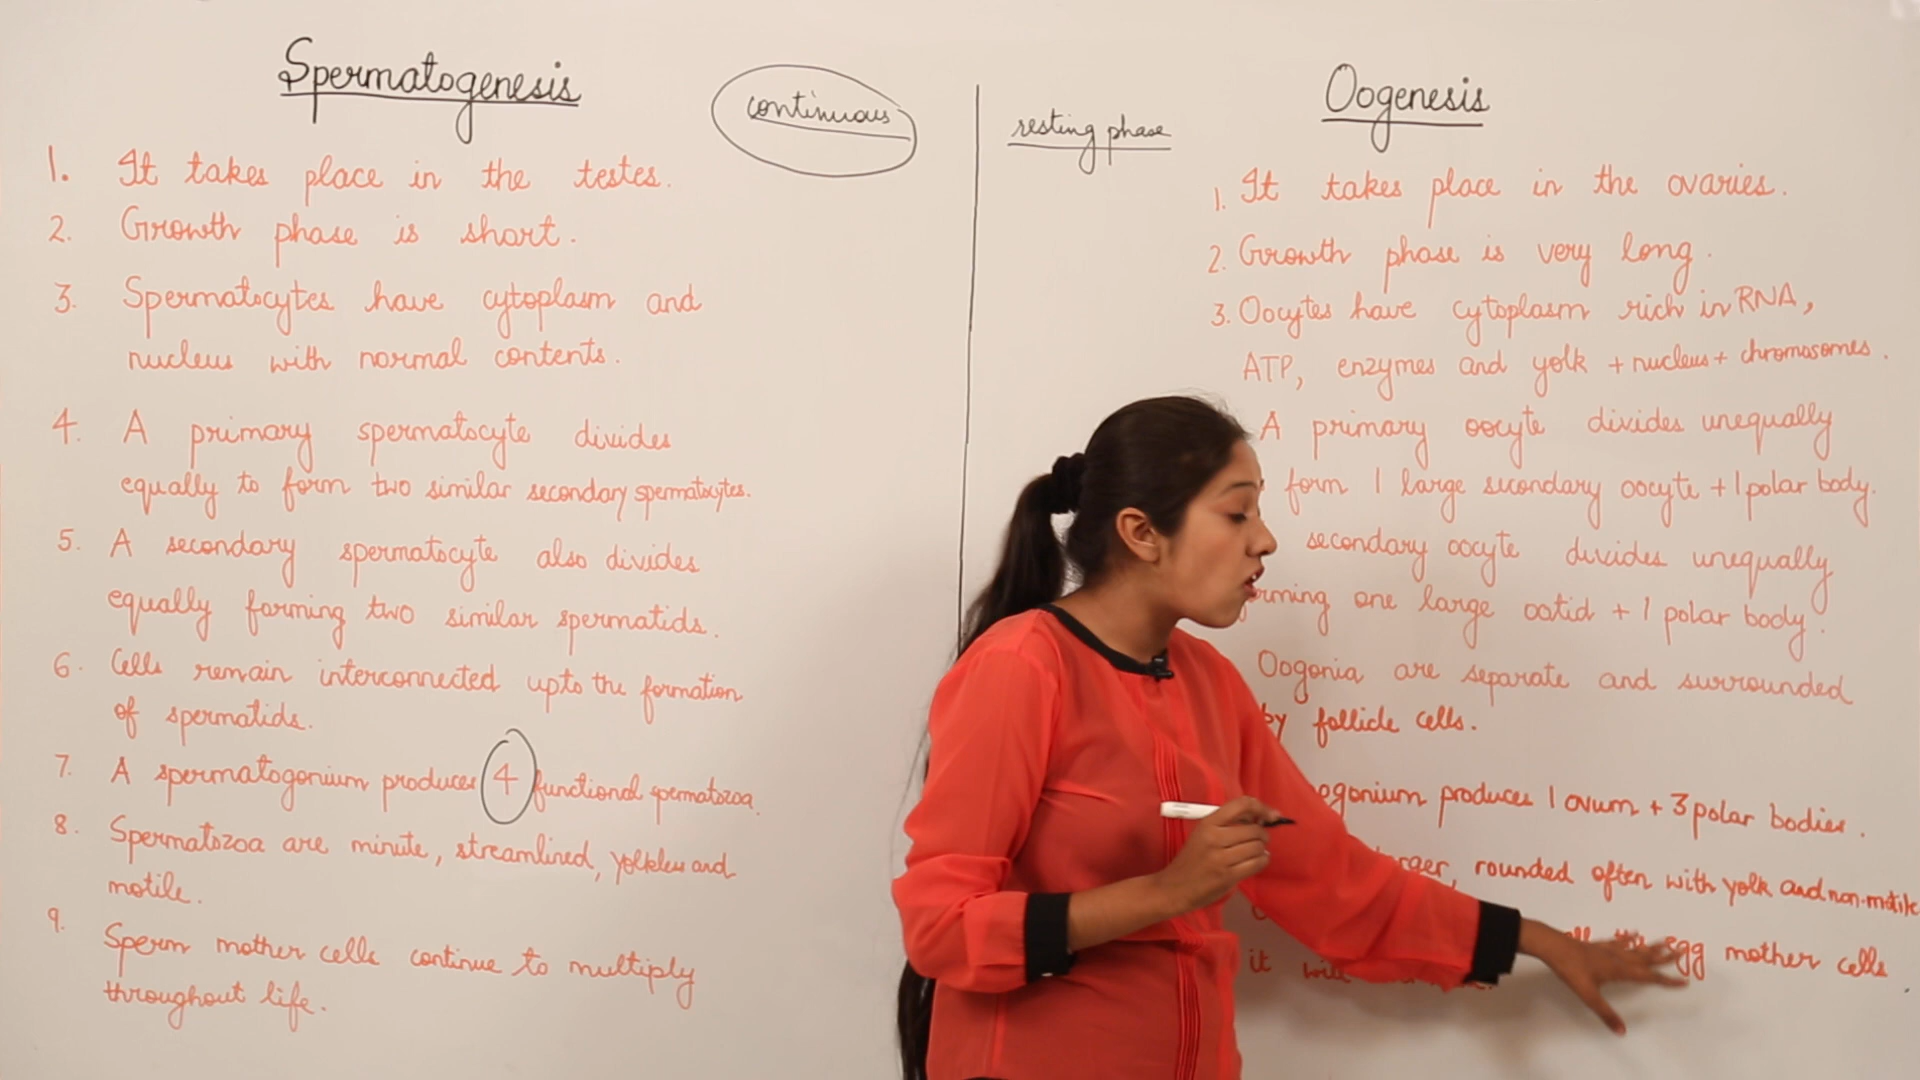 Spermatogenesis
continuous
1. It takes place in the testes.
2. Growth phase is short.
3. Spermatocytes have cytoplasm and
nucleus with normal contents.
4. A primary spermatocyte divides
equally to form two similar secondary spermatocytes.
5. A secondary spermatocyte also divides
equally forming two similar spermatids.
6. Cells remain interconnected upto the formation
of spermatids.
7. A spermatogonium produces 4 functional spermatozoa.
8. Spermatozoa are minute, streamlined, yolkless and
motile.
9. Sperm mother cells continue to multiply
throughout life.
resting phase
Oogenesis
1. It takes place in the ovaries.
2. Growth phase is very long.
3. Oocytes have cytoplasm rich in RNA,
ATP, enzymes and yolk + nucleus + chromosomes.
A primary oocyte divides unequally
form 1 large secondary oocyte + 1 polar body.
secondary oocyte divides unequally
one large ootid + 1 polar body.
Oogonia are separate and surrounded
by follicle cells.
produces 1 ovum + 3 polar bodies.
rounded often with yolk and non-motile
egg mother cells
it